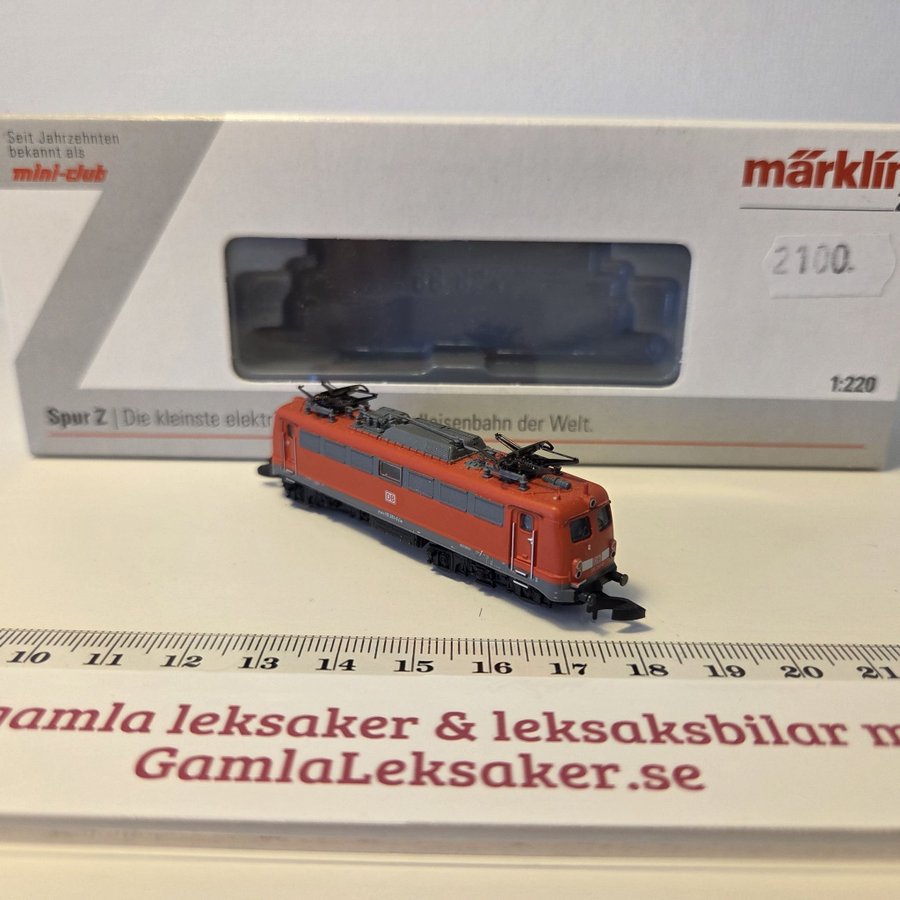 Seit Jahrzehnten
bekannt als
mini-club
märklin
2100.
1:220
Spur Z | Die kleinste elektr
eisenbahn der Welt.
DB
10 11 12 13 14 15 16 17 18 19 20 21
gamla leksaker & leksaksbilar m
GamlaLeksaker.se